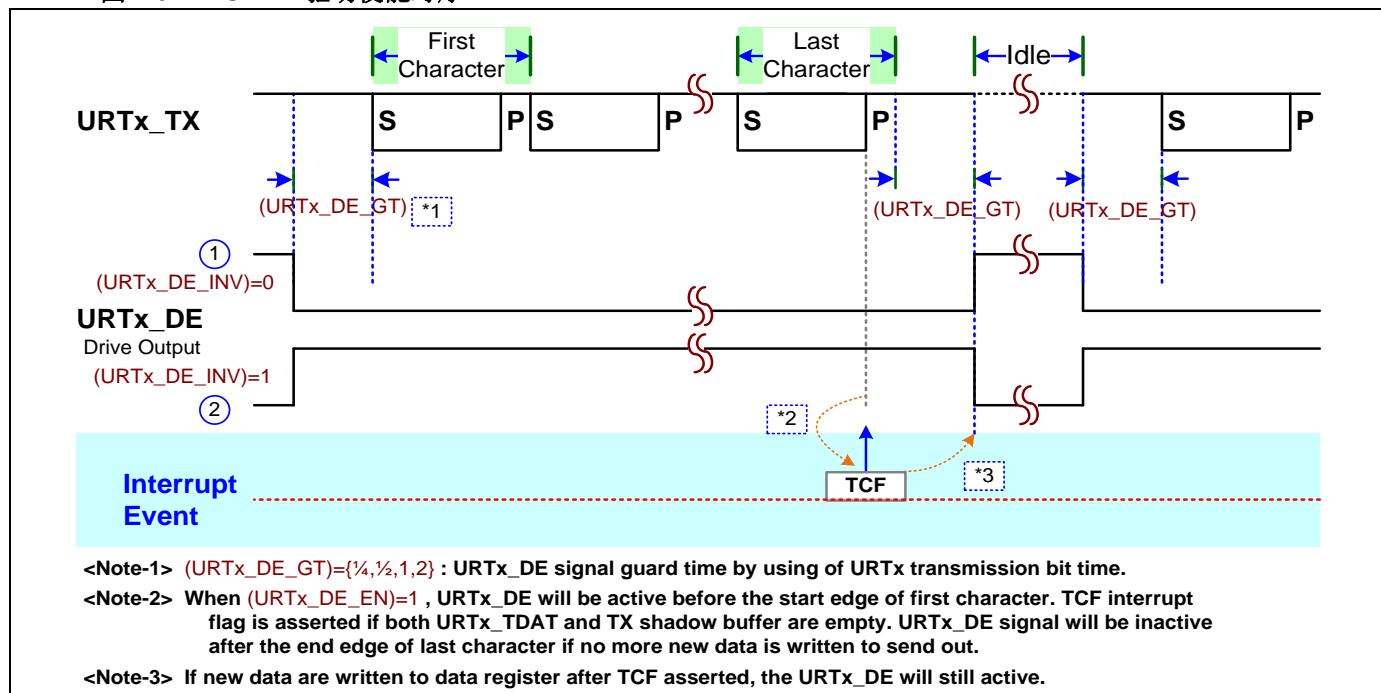 First
Character
Last
Character
Idle
URTx_TX
S
P
S
P
S
P
S
P
(URTx_DE_GT)
*1
(URTx_DE_GT)
(URTx_DE_GT)
1
(URTx_DE_INV)=0
URTx_DE
Drive Output
(URTx_DE_INV)=1
2
*2
*3
TCF
Interrupt
Event
<Note-1> (URTx_DE_GT)={¼,½,1,2} : URTx_DE signal guard time by using of URTx transmission bit time.
<Note-2> When (URTx_DE_EN)=1 , URTx_DE will be active before the start edge of first character. TCF interrupt
flag is asserted if both URTx_TDAT and TX shadow buffer are empty. URTx_DE signal will be inactive
after the end edge of last character if no more new data is written to send out.
<Note-3> If new data are written to data register after TCF asserted, the URTx_DE will still active.